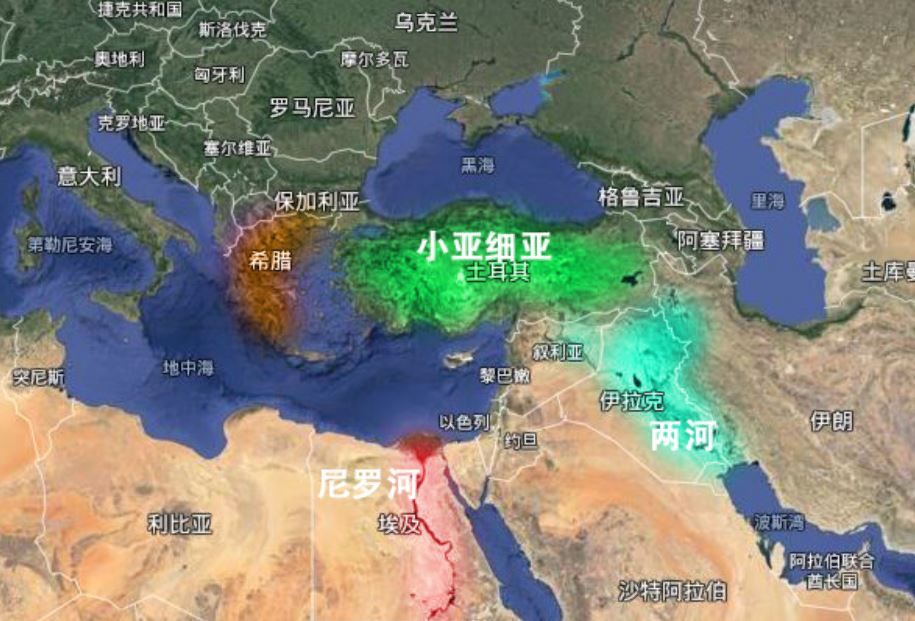 捷克共和国
乌克兰
斯洛伐克
奥地利
匈牙利
摩尔多瓦
罗马尼亚
克罗地亚
塞尔维亚
意大利
黑海
保加利亚
格鲁吉亚
里海
第勒尼安海
希腊
小亚细亚
土耳其
阿塞拜疆
土库曼
地中海
突尼斯
叙利亚
黎巴嫩
伊拉克
伊朗
以色列
约旦
两河
尼罗河
利比亚
埃及
波斯湾
阿拉伯联合
酋长国
沙特阿拉伯